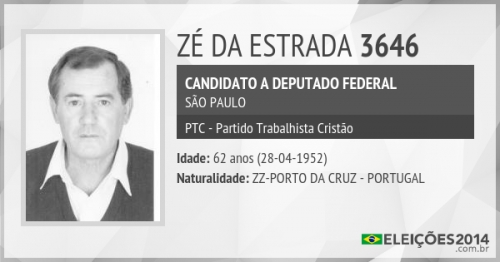 ZÉ DA ESTRADA 3646
CANDIDATO A DEPUTADO FEDERAL
SÃO PAULO
PTC - Partido Trabalhista Cristão
Idade: 62 anos (28-04-1952)
Naturalidade: ZZ-PORTO DA CRUZ - PORTUGAL
ELEIÇÕES2014
.com.br